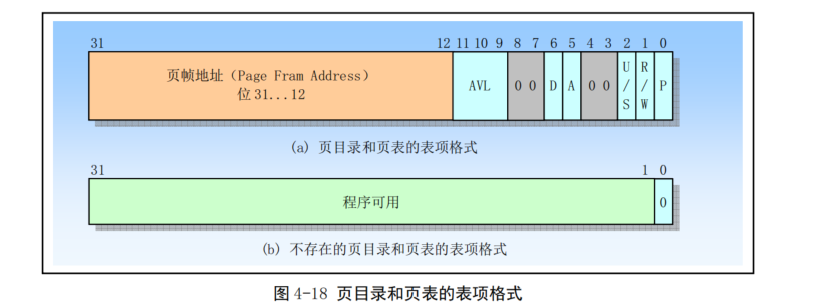 31 12 11 10 9 8 7 6 5 4 3 2 1 0
页帧地址（Page Fram Address）
位 31...12
AVL
0 0
D
A
0 0
U/S
R/W
P
(a) 页目录和页表的表项格式
31 1 0
程序可用
0
(b) 不存在的页目录和页表的表项格式
图 4-18 页目录和页表的表项格式